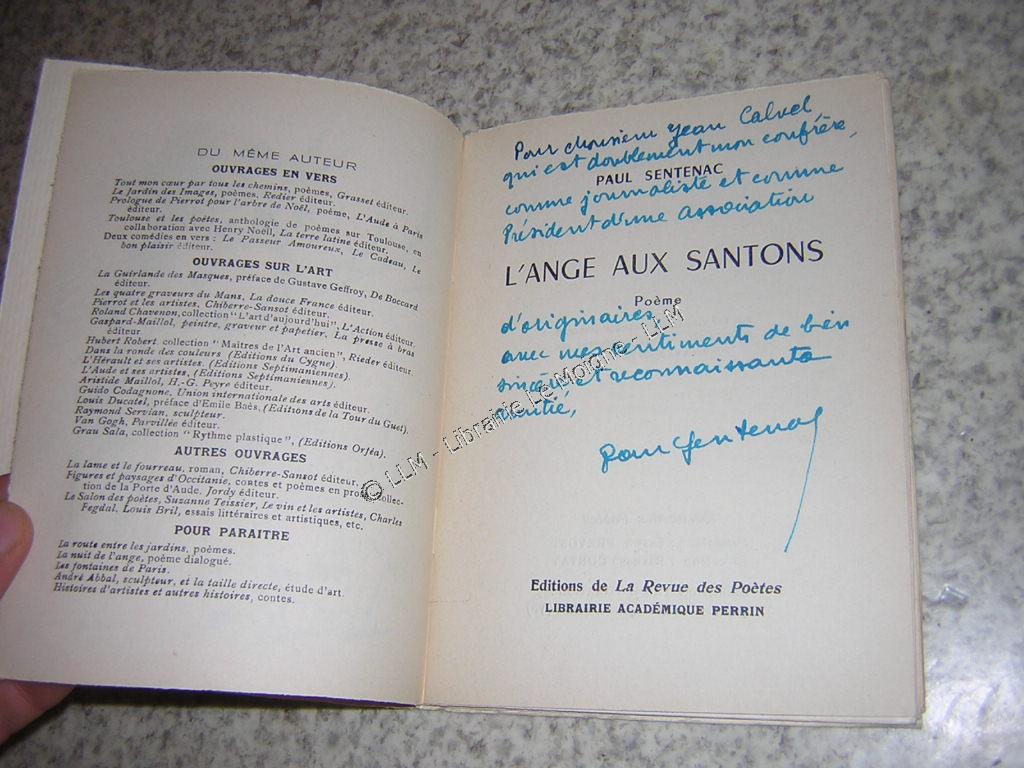 DU MÊME AUTEUR
OUVRAGES EN VERS
Tout mon cœur par tous les chemins, poèmes, Grasset éditeur.
Le Jardin des Images, poèmes, Redier éditeur.
Prologue de Pierrot pour l'arbre de Noël, poème, L'Aude à Paris
éditeur.
Toulouse et les poètes, anthologie de poèmes sur Toulouse, en
collaboration avec Henry Noëll, La terre latine éditeur.
Deux comédies en vers : Le Passeur Amoureux, Le Cadeau, Le
bon plaisir éditeur.
OUVRAGES SUR L'ART
La Guirlande des Masques, préface de Gustave Geffroy, De Boccard
éditeur.
Les quatre graveurs du Mans, La douce France éditeur.
Pierrot et les artistes, Chiberre-Sansot éditeur.
Roland Chavenon, collection "L'art d'aujourd'hui", L'Action éditeur.
Gaspard-Maillol, peintre, graveur et papetier, La presse à bras
éditeur.
Hubert Robert collection "Maîtres de l'Art ancien", Rieder éditeur.
Dans la ronde des couleurs (Editions du Cygne).
L'Hérault et ses artistes. (Editions Septimaniennes).
L'Aude et ses artistes, (Editions Septimaniennes).
Aristide Maillol, H.-G. Peyre éditeur.
Guido Codagnone, Union internationale des arts éditeur.
Louis Ducatel, préface d'Emile Baës, (Editions de la Tour du Guet).
Raymond Servian, sculpteur.
Van Gogh, Parvillée éditeur.
Grau Sala, collection "Rythme plastique", (Editions Orféa).
AUTRES OUVRAGES
La lame et le fourreau, roman, Chiberre-Sansot éditeur.
Figures et paysages d'Occitanie, contes et poèmes en prose, collec-
tion de la Porte d'Aude, Jordy éditeur.
Le Salon des poètes, Suzanne Teissier, Le vin et les artistes, Charles
Fegdal, Louis Bril, essais littéraires et artistiques, etc.
POUR PARAITRE
La route entre les jardins, poèmes.
La nuit de l'ange, poème dialogué.
Les fontaines de Paris.
André Abbal, sculpteur, et la taille directe, étude d'art.
Histoires d'artistes et autres histoires, contes.
Pour Monsieur Jean Calvel
qui est doublement mon confrère,
PAUL SENTENAC
comme journaliste et comme
Président d'une association
L'ANGE AUX SANTONS
Poème
d'originaires,
avec mes sentiments de bien
sincère et reconnaissante
amitié,
Paul Sentenac
Editions de La Revue des Poètes
LIBRAIRIE ACADÉMIQUE PERRIN
© LLM - Librairie Le Moigne - LLM